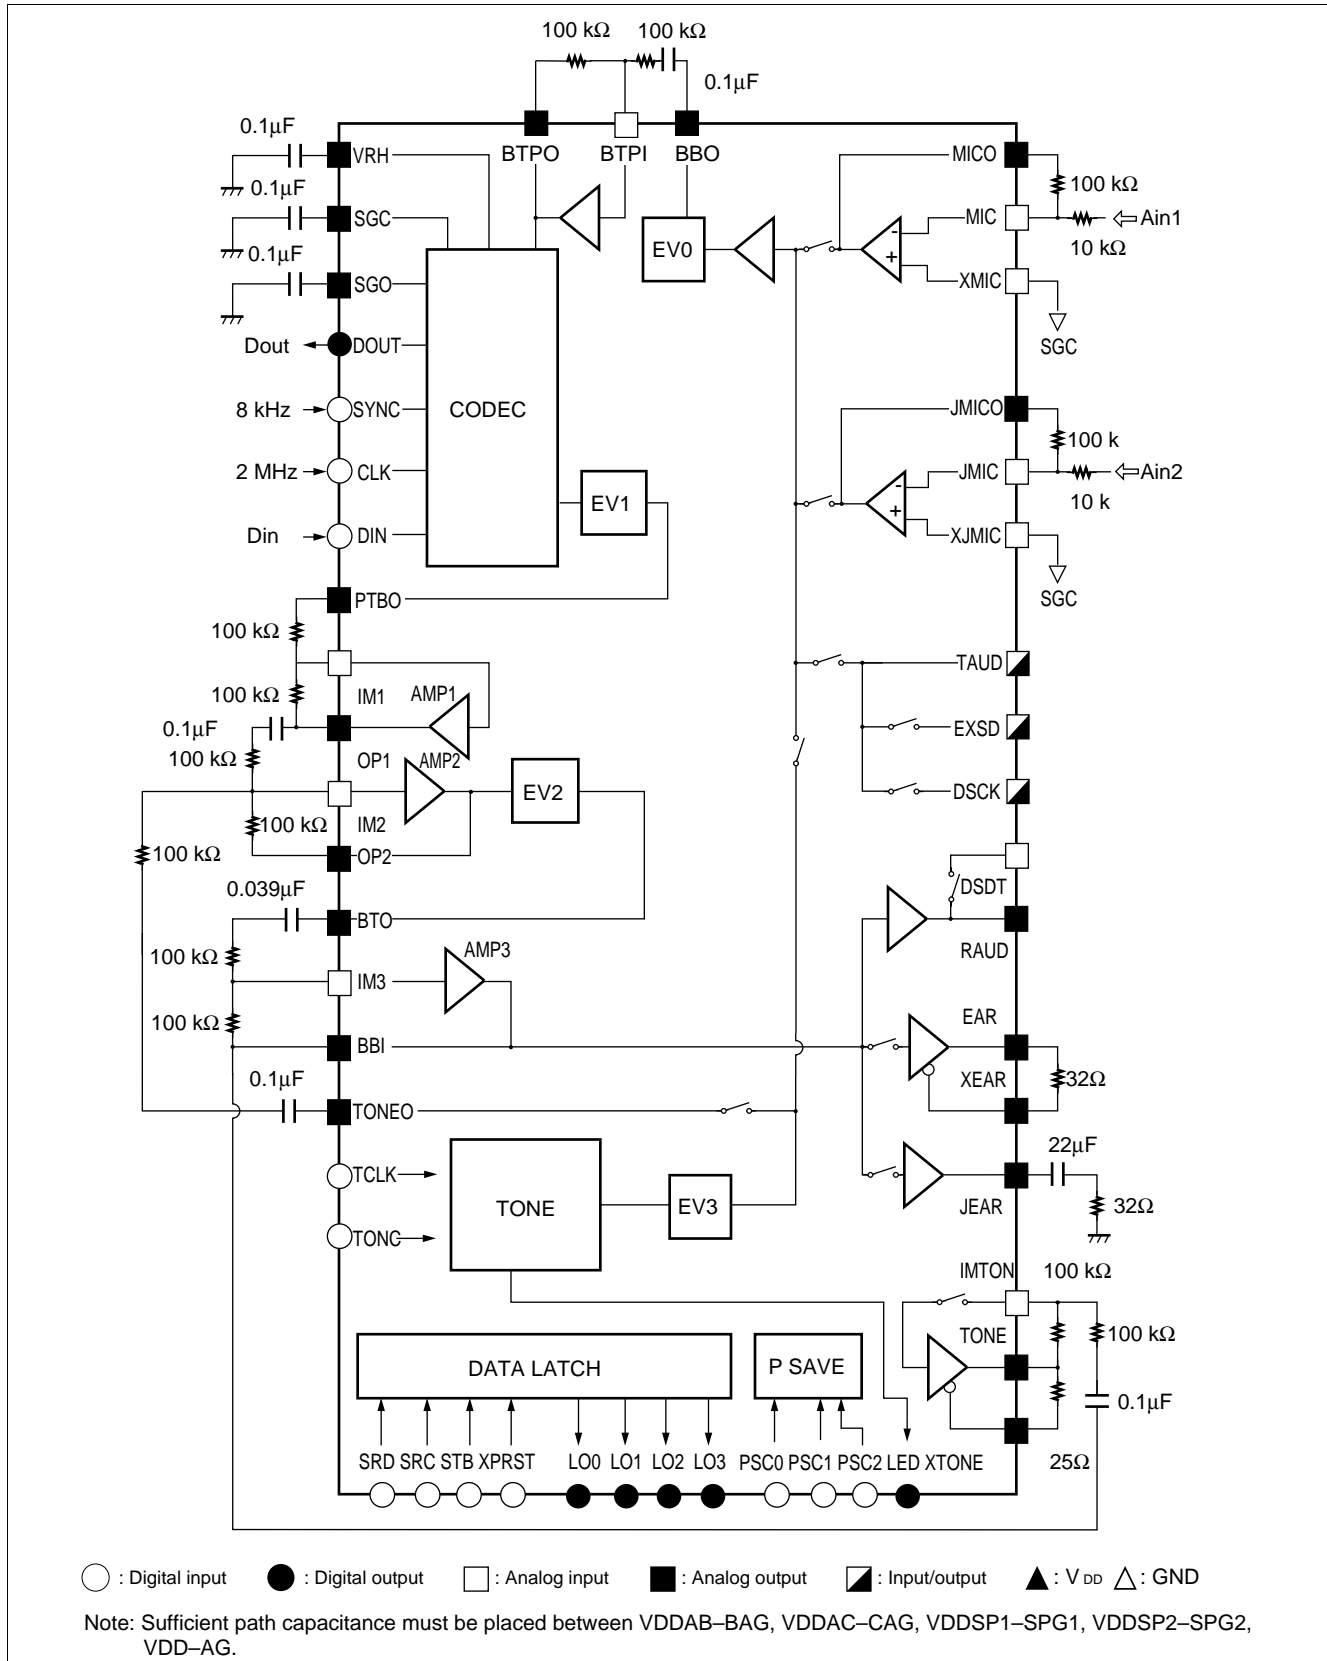 100 kΩ 100 kΩ
0.1μF
0.1μF
BTPO BTPI BBO
VRH
MICO
100 kΩ
0.1μF
SGC
EV0
MIC
Ain1
10 kΩ
-
+
0.1μF
SGO
XMIC
SGC
Dout DOUT
8 kHz SYNC
CODEC
JMICO
100 k
2 MHz CLK
JMIC
Ain2
10 k
-
+
EV1
Din DIN
XJMIC
SGC
PTBO
100 kΩ
TAUD
100 kΩ
IM1 AMP1
0.1μF
EXSD
100 kΩ
OP1 AMP2
EV2
DSCK
100 kΩ
IM2
100 kΩ
OP2
DSDT
0.039μF
BTO
RAUD
100 kΩ
AMP3
IM3
100 kΩ
EAR
BBI
XEAR
32Ω
0.1μF
TONEO
22μF
TCLK
TONE
EV3
JEAR
32Ω
TONC
IMTON 100 kΩ
TONE
100 kΩ
DATA LATCH
P SAVE
0.1μF
SRD SRC STB XPRST LO0 LO1 LO2 LO3 PSC0 PSC1 PSC2 LED XTONE
25Ω
: Digital input : Digital output : Analog input : Analog output : Input/output : VDD : GND
Note: Sufficient path capacitance must be placed between VDDAB–BAG, VDDAC–CAG, VDDSP1–SPG1, VDDSP2–SPG2,
VDD–AG.